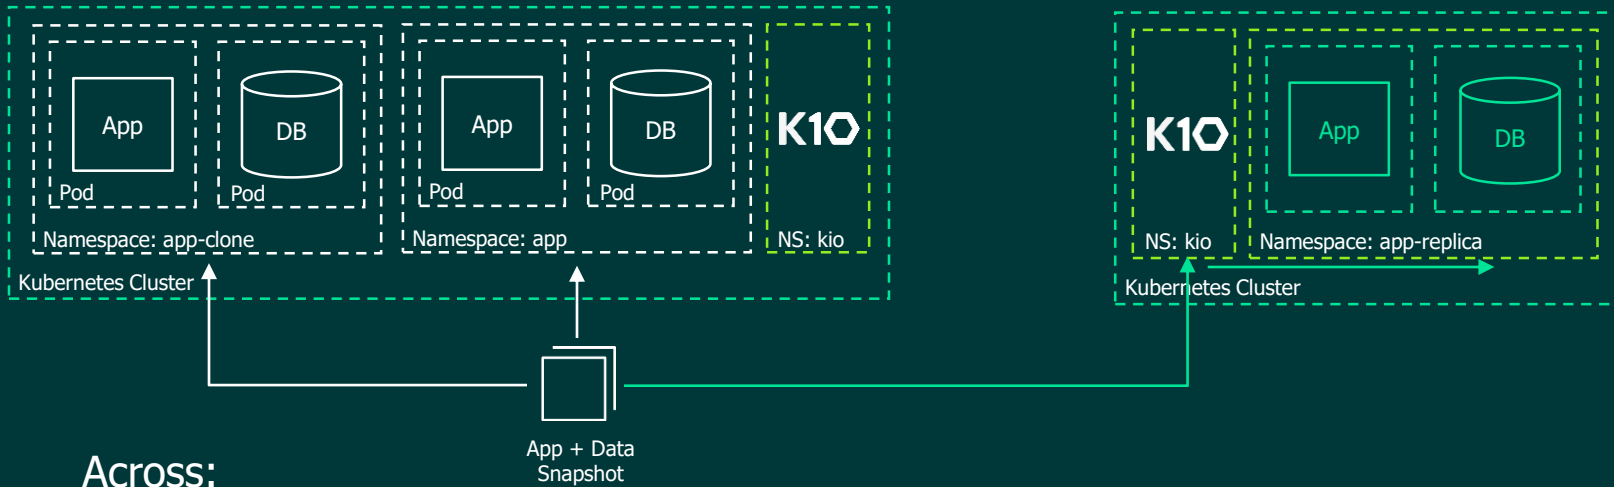 App
DB
Pod
Pod
Namespace: app-clone
App
DB
Pod
Pod
Namespace: app
K10
NS: kio
Kubernetes Cluster
K10
NS: kio
App
DB
Namespace: app-replica
Kubernetes Cluster
App + Data
Snapshot
Across: